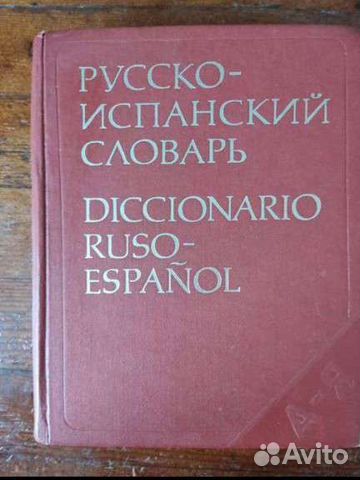 РУССКО-
ИСПАНСКИЙ
СЛОВАРЬ
DICCIONARIO
RUSO-
ESPAÑOL
А-Я
Avito